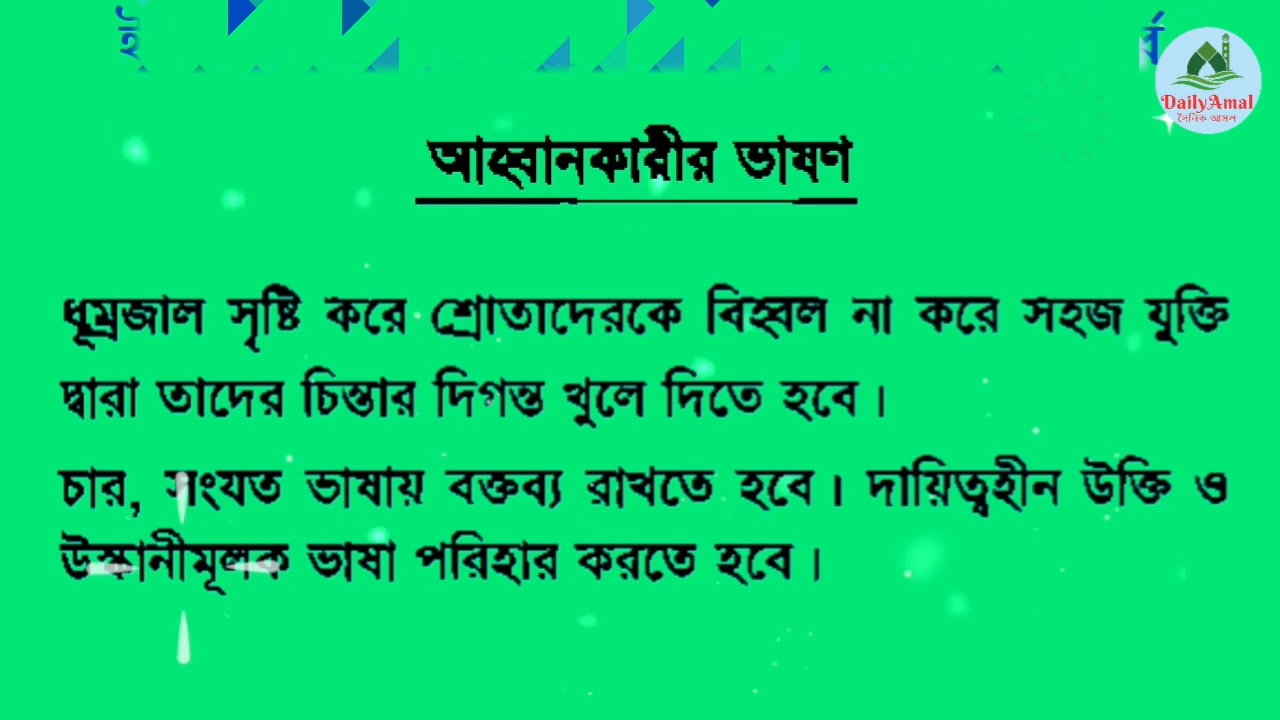 DailyAmal
দৈনিক আমল
আহ্বানকারীর ভাষণ
ধূম্রজাল সৃষ্টি করে শ্রোতাদেরকে বিহ্বল না করে সহজ যুক্তি
দ্বারা তাদের চিন্তার দিগন্ত খুলে দিতে হবে।
চার, সংযত ভাষায় বক্তব্য রাখতে হবে। দায়িত্বহীন উক্তি ও
উস্কানীমূলক ভাষা পরিহার করতে হবে।